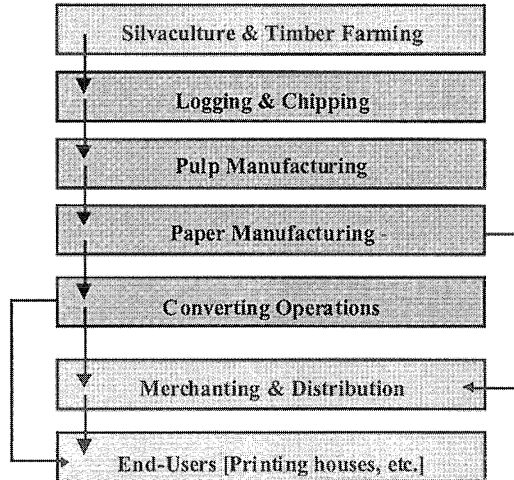 Silvaculture & Timber Farming
Logging & Chipping
Pulp Manufacturing
Paper Manufacturing
Converting Operations
Merchanting & Distribution
End-Users [Printing houses, etc.]